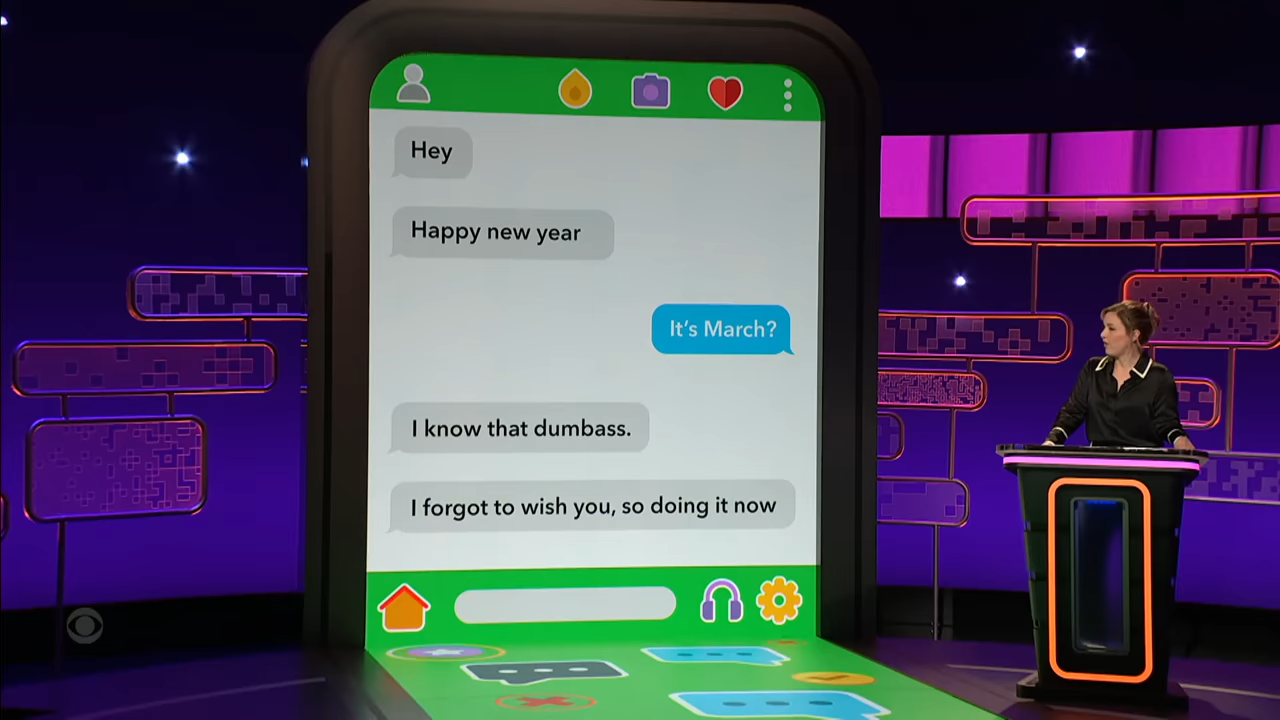 Hey
Happy new year
It's March?
I know that dumbass.
I forgot to wish you, so doing it now